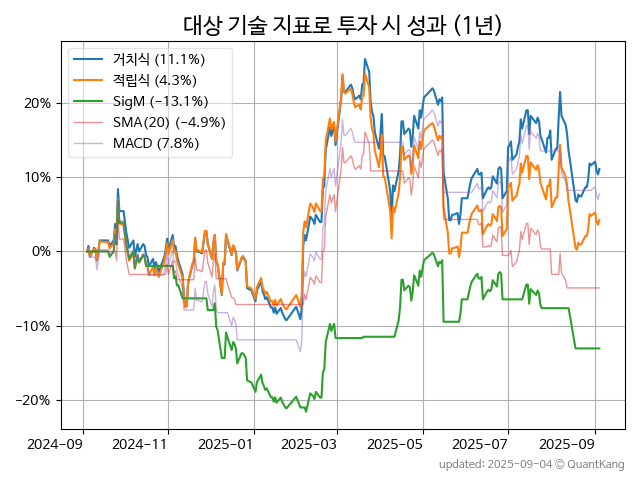 대상 기술 지표로 투자 시 성과 (1년)
거치식 (11.1%)
적립식 (4.3%)
SigM (−13.1%)
SMA(20) (−4.9%)
MACD (7.8%)
20%
10%
0%
−10%
−20%
2024-09 2024-11 2025-01 2025-03 2025-05 2025-07 2025-09
updated: 2025-09-04 © QuantKang